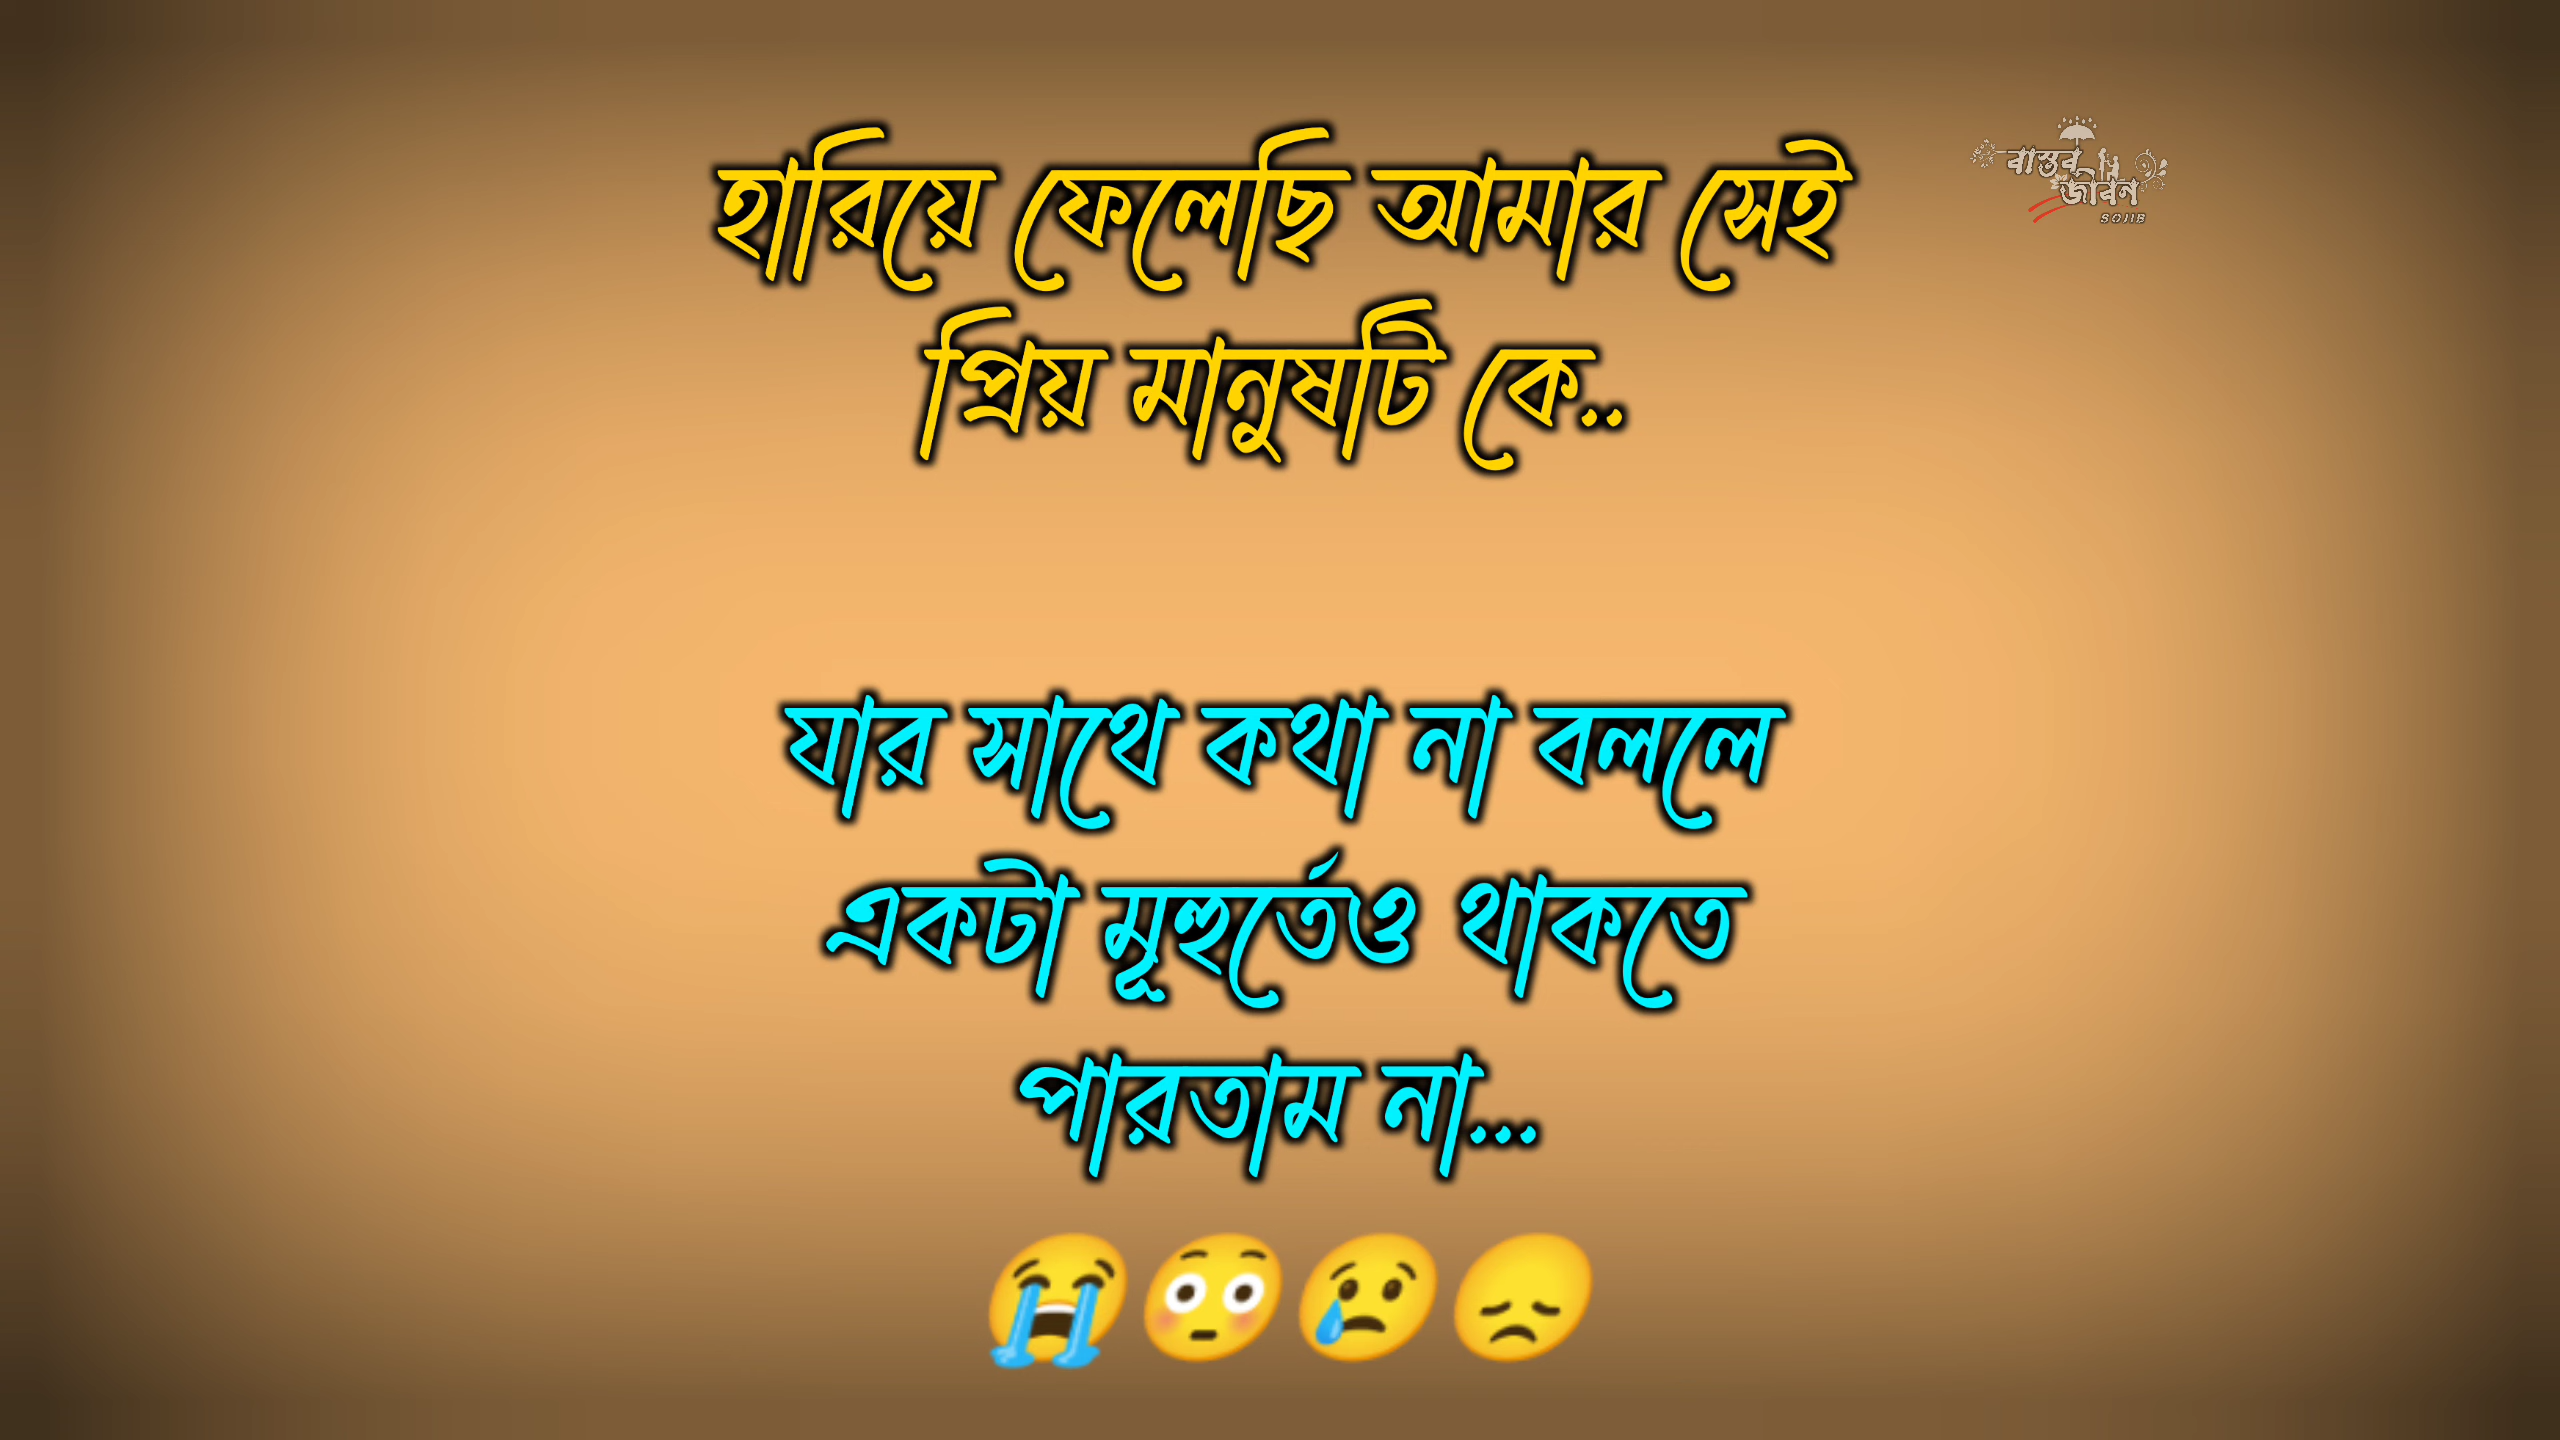 হারিয়ে ফেলেছি আমার সেই
প্রিয় মানুষটি কে..
যার সাথে কথা না বললে
একটা মূহুর্তেও থাকতে
পারতাম না...
😭😳😢😞
বাস্তব
জীবন
SOJIB